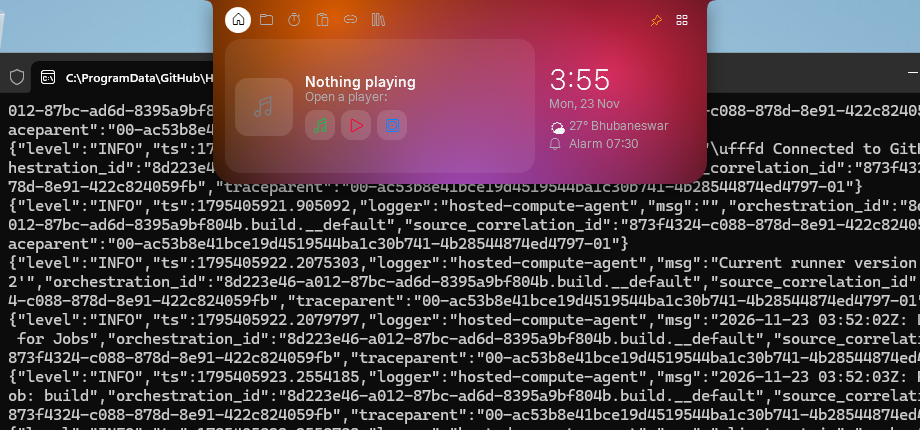 C:\ProgramData\GitHub\H
Nothing playing
Open a player:
3:55
Mon, 23 Nov
27° Bhubaneswar
Alarm 07:30
012-87bc-ad6d-8395a9bf8 -c088-878d-8e91-422c824059
aceparent":"00-ac53b8e4
{"level":"INFO","ts":17 "\ufffd Connected to Gith
hestration_id":"8d223e4 _correlation_id":"873f432
78d-8e91-422c824059fb","traceparent":"00-ac53b8e41bce19d4519544ba1c30b741-4b28544874ed4797-01"}
{"level":"INFO","ts":1795405921.905092,"logger":"hosted-compute-agent","msg":"","orchestration_id":"8d
012-87bc-ad6d-8395a9bf804b.build.__default","source_correlation_id":"873f4324-c088-878d-8e91-422c82405
aceparent":"00-ac53b8e41bce19d4519544ba1c30b741-4b28544874ed4797-01"}
{"level":"INFO","ts":1795405922.2075303,"logger":"hosted-compute-agent","msg":"Current runner version
2'","orchestration_id":"8d223e46-a012-87bc-ad6d-8395a9bf804b.build.__default","source_correlation_id"
4-c088-878d-8e91-422c824059fb","traceparent":"00-ac53b8e41bce19d4519544ba1c30b741-4b28544874ed4797-01"
{"level":"INFO","ts":1795405922.2079797,"logger":"hosted-compute-agent","msg":"2026-11-23 03:52:02Z:
for Jobs","orchestration_id":"8d223e46-a012-87bc-ad6d-8395a9bf804b.build.__default","source_correlati
873f4324-c088-878d-8e91-422c824059fb","traceparent":"00-ac53b8e41bce19d4519544ba1c30b741-4b28544874ed4
{"level":"INFO","ts":1795405923.2554185,"logger":"hosted-compute-agent","msg":"2026-11-23 03:52:03Z:
ob: build","orchestration_id":"8d223e46-a012-87bc-ad6d-8395a9bf804b.build.__default","source_correlat
873f4324-c088-878d-8e91-422c824059fb","traceparent":"00-ac53b8e41bce19d4519544ba1c30b741-4b28544874ed4